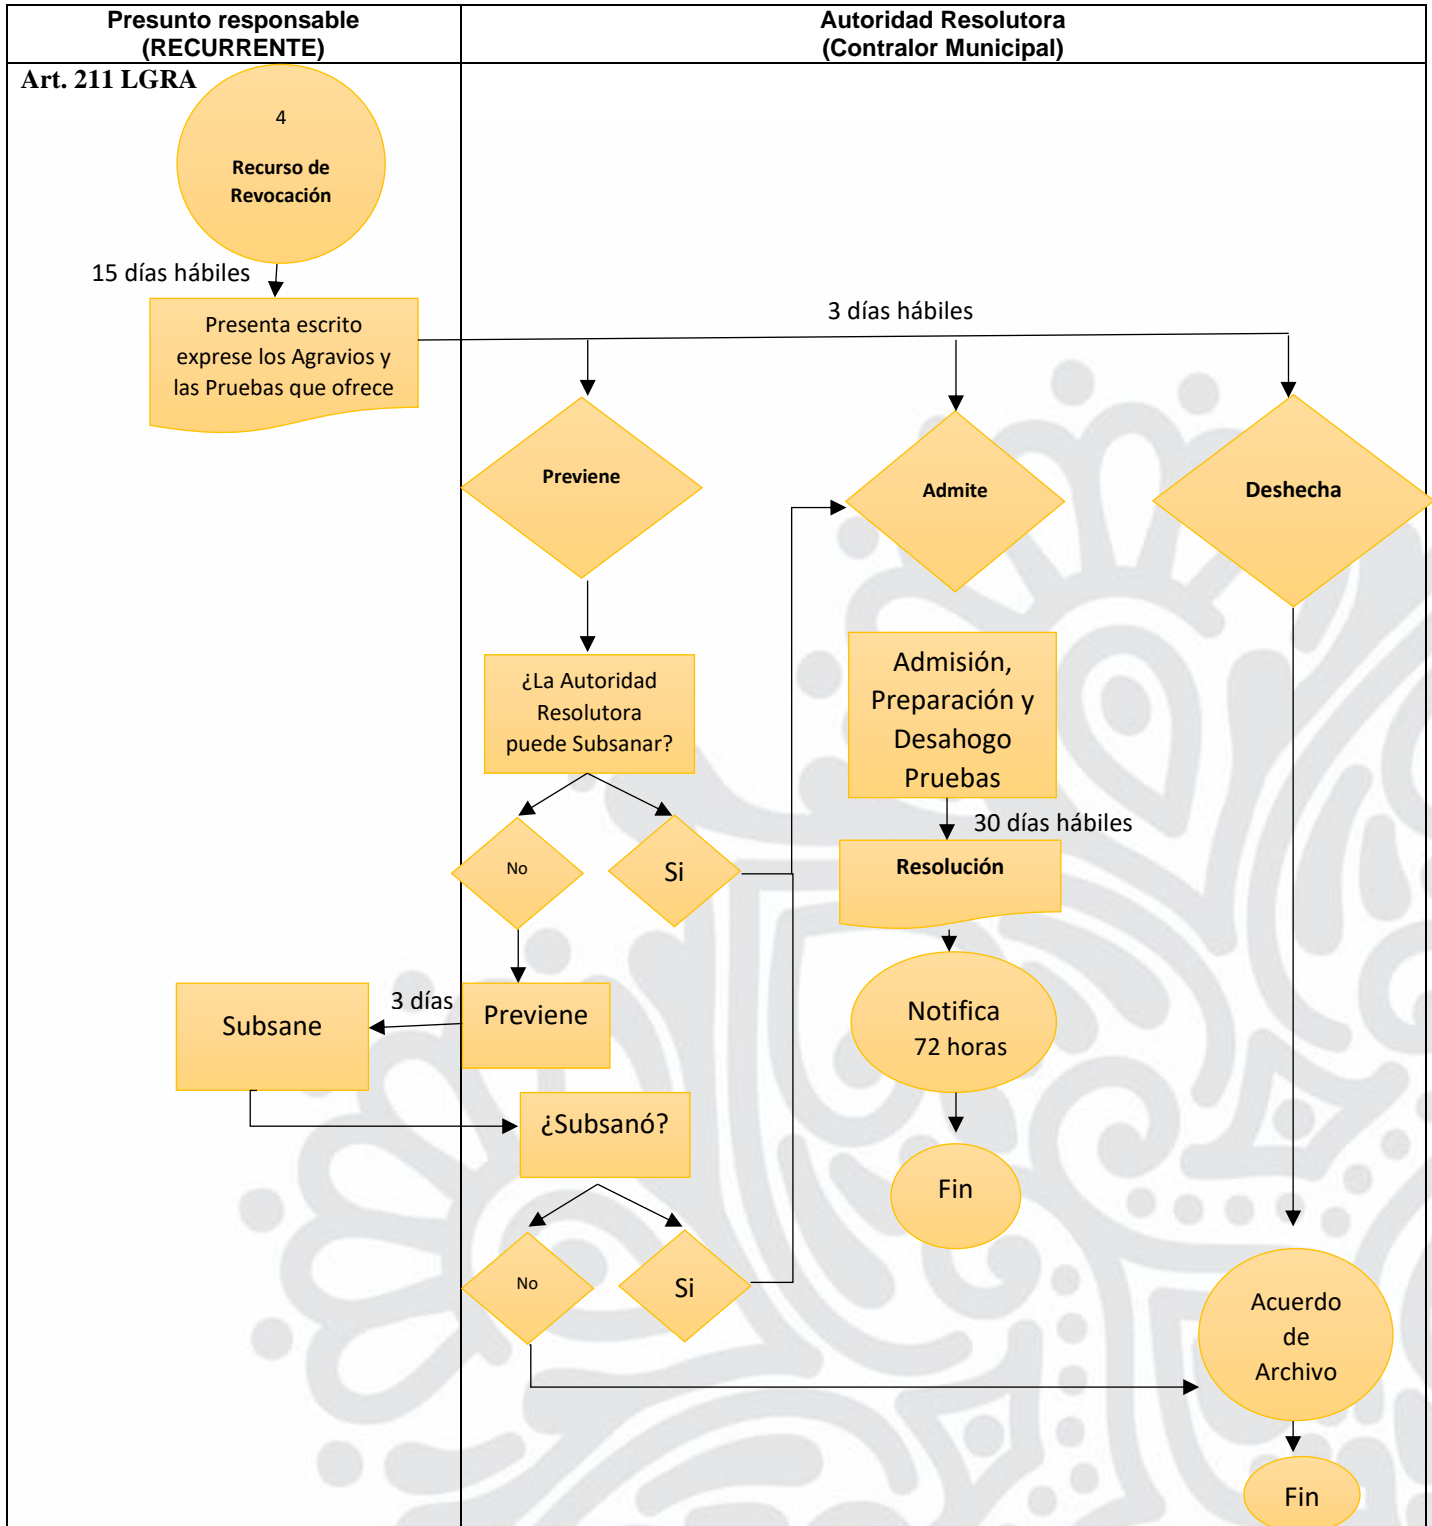 Presunto responsable
(RECURRENTE)
Autoridad Resolutora
(Contralor Municipal)
Art. 211 LGRA
4
Recurso de
Revocación
15 días hábiles
Presenta escrito
exprese los Agravios y
las Pruebas que ofrece
3 días hábiles
Previene
Admite
Deshecha
¿La Autoridad
Resolutora
puede Subsanar?
Admisión,
Preparación y
Desahogo
Pruebas
30 días hábiles
No
Si
Resolución
Subsane
3 días
Previene
Notifica
72 horas
¿Subsanó?
Fin
No
Si
Acuerdo
de
Archivo
Fin